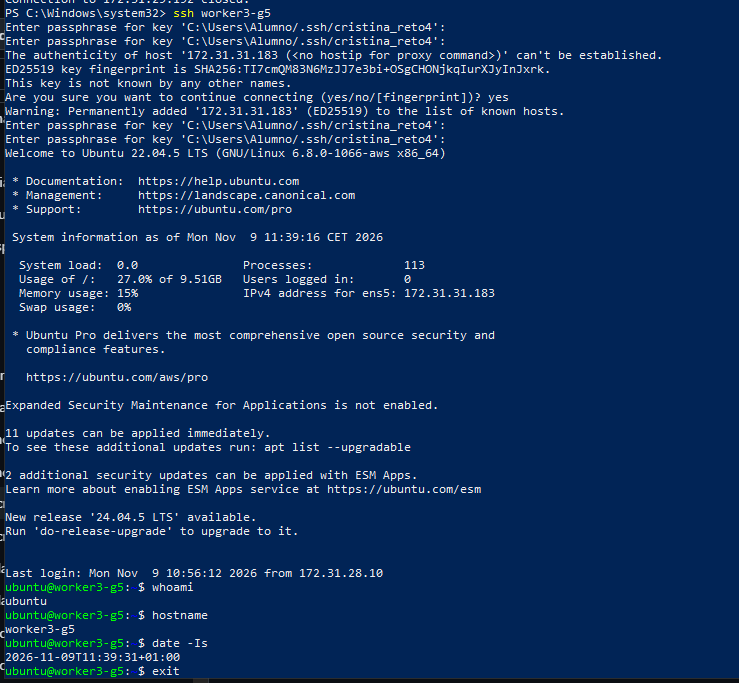 PS C:\Windows\system32> ssh worker3-g5
Enter passphrase for key 'C:\Users\Alumno/.ssh/cristina_reto4':
Enter passphrase for key 'C:\Users\Alumno/.ssh/cristina_reto4':
The authenticity of host '172.31.31.183 (<no hostip for proxy command>)' can't be established.
ED25519 key fingerprint is SHA256:TI7cmQM83N6MzJJ7e3bi+OSgCHONjkqIurXJyInJxrk.
This key is not known by any other names.
Are you sure you want to continue connecting (yes/no/[fingerprint])? yes
Warning: Permanently added '172.31.31.183' (ED25519) to the list of known hosts.
Enter passphrase for key 'C:\Users\Alumno/.ssh/cristina_reto4':
Enter passphrase for key 'C:\Users\Alumno/.ssh/cristina_reto4':
Welcome to Ubuntu 22.04.5 LTS (GNU/Linux 6.8.0-1066-aws x86_64)
* Documentation:  https://help.ubuntu.com
* Management:     https://landscape.canonical.com
* Support:        https://ubuntu.com/pro
System information as of Mon Nov  9 11:39:16 CET 2026
System load:  0.0               Processes:             113
Usage of /:   27.0% of 9.51GB   Users logged in:       0
Memory usage: 15%               IPv4 address for ens5: 172.31.31.183
Swap usage:   0%
* Ubuntu Pro delivers the most comprehensive open source security and
compliance features.
https://ubuntu.com/aws/pro
Expanded Security Maintenance for Applications is not enabled.
11 updates can be applied immediately.
To see these additional updates run: apt list --upgradable
2 additional security updates can be applied with ESM Apps.
Learn more about enabling ESM Apps service at https://ubuntu.com/esm
New release '24.04.5 LTS' available.
Run 'do-release-upgrade' to upgrade to it.
Last login: Mon Nov  9 10:56:12 2026 from 172.31.28.10
ubuntu@worker3-g5: $ whoami
ubuntu
ubuntu@worker3-g5: $ hostname
worker3-g5
ubuntu@worker3-g5: $ date -Is
2026-11-09T11:39:31+01:00
ubuntu@worker3-g5: $ exit